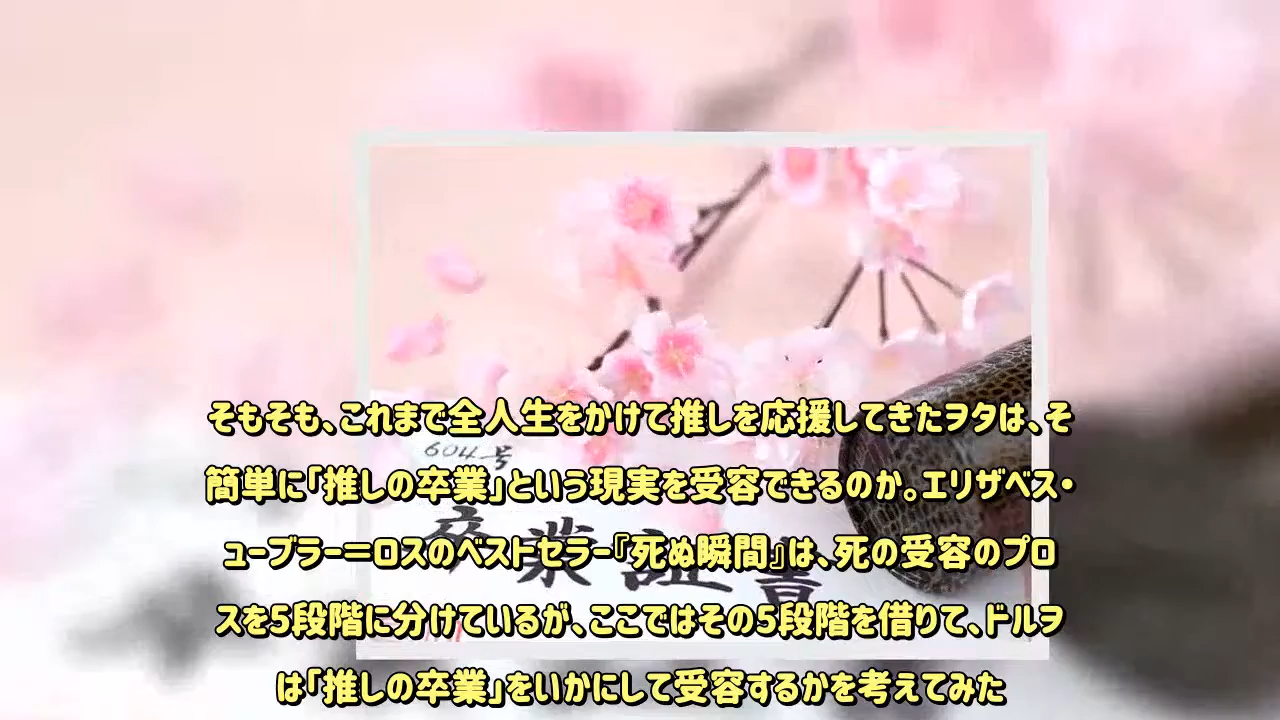 604号
卒業証書
そもそも、これまで全人生をかけて推しを応援してきたヲタは、そ
簡単に「推しの卒業」という現実を受容できるのか。エリザベス・
ューブラー＝ロスのベストセラー『死ぬ瞬間』は、死の受容のプロ
スを5段階に分けているが、ここではその5段階を借りて、ドルヲ
は「推しの卒業」をいかにして受容するかを考えてみた